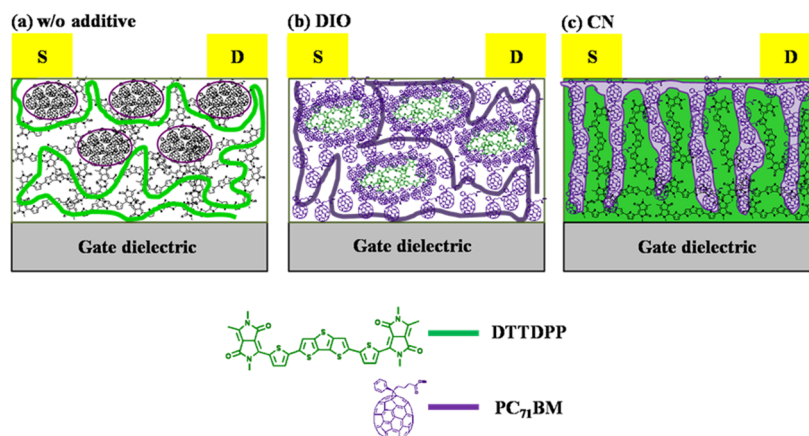 (a) w/o additive
(b) DIO
(c) CN
S
D
S
D
S
D
Gate dielectric
Gate dielectric
Gate dielectric
DTTDPP
PC₇₁BM